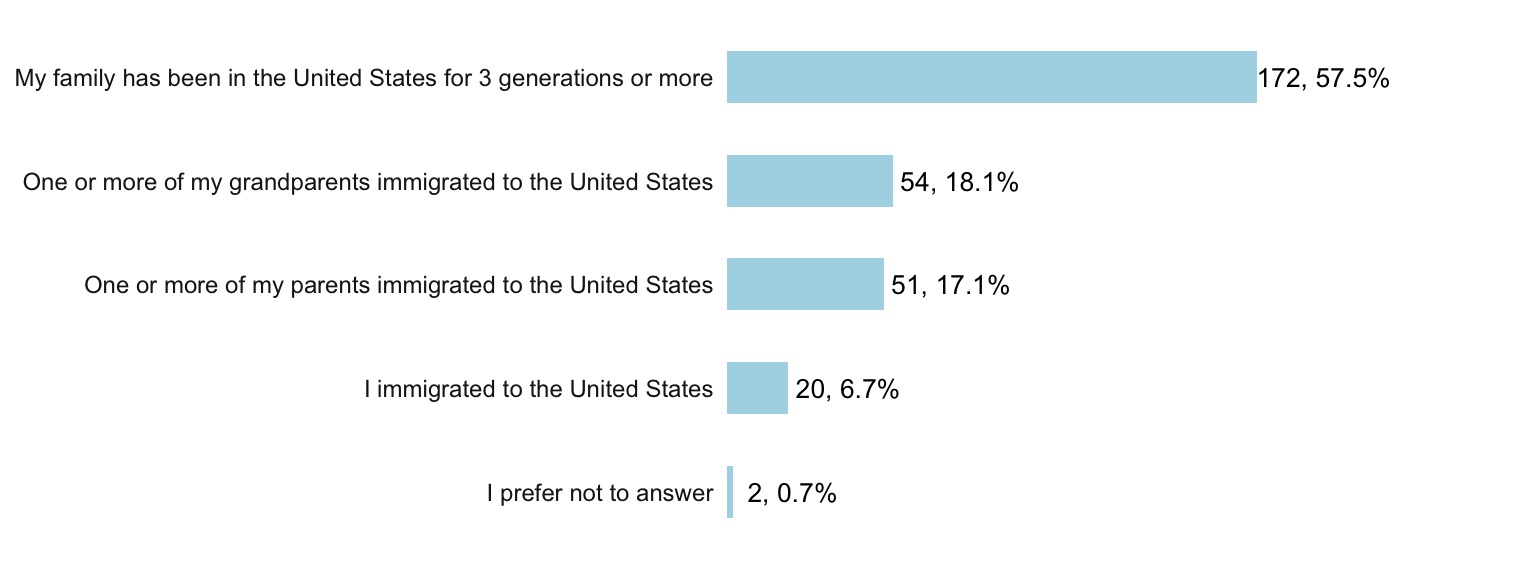 My family has been in the United States for 3 generations or more 172, 57.5%
One or more of my grandparents immigrated to the United States 54, 18.1%
One or more of my parents immigrated to the United States 51, 17.1%
I immigrated to the United States 20, 6.7%
I prefer not to answer 2, 0.7%